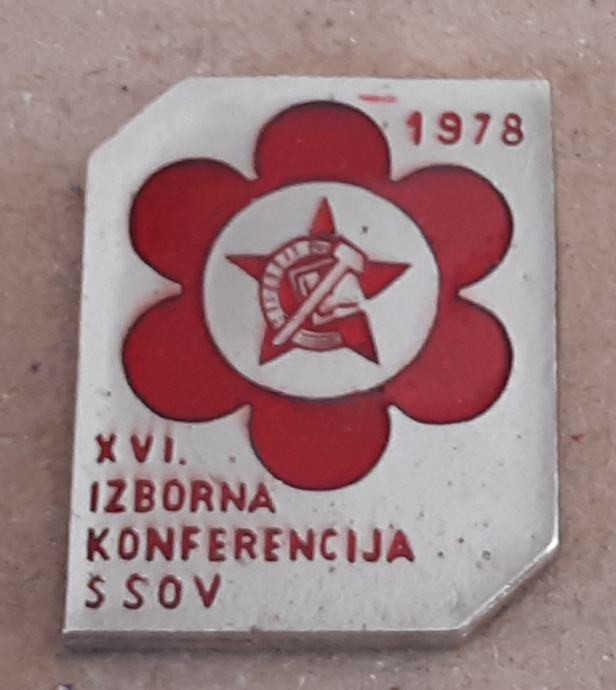 1978
XVI.
IZBORNA
KONFERENCIJA
SSOV